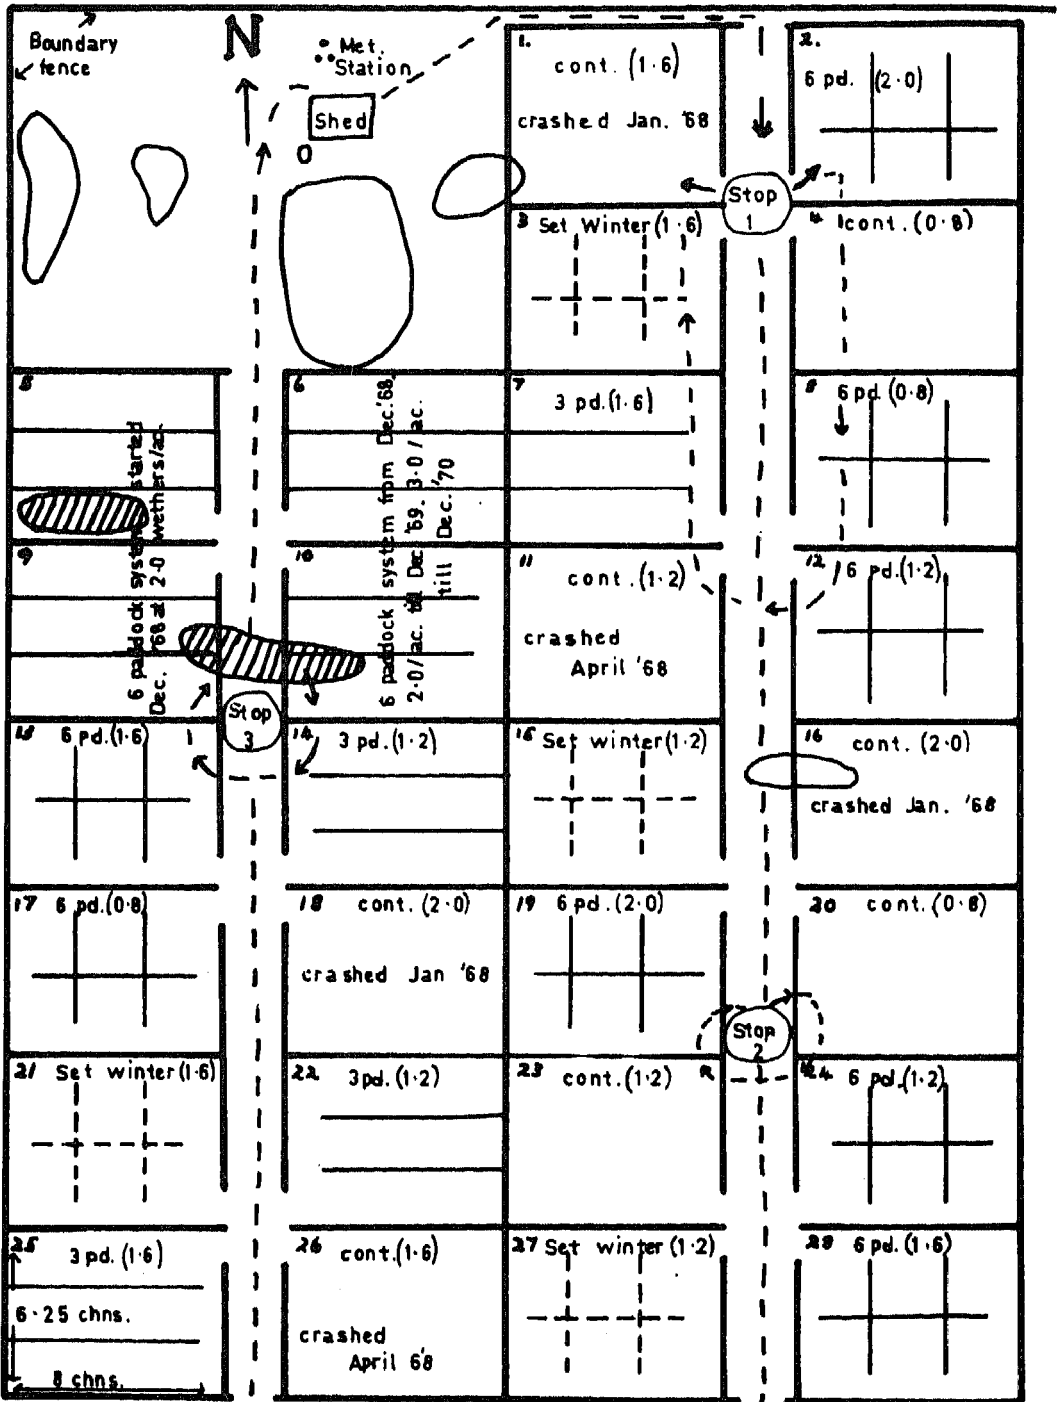 Boundary
fence
N
Met.
Station
Shed
O
1.
cont. (1·6)
crashed Jan. '68
2.
6 pd. (2·0)
Stop
1
3 Set Winter (1·6)
4 cont. (0·8)
5
6
7
3 pd. (1·6)
8 6 pd. (0·8)
6 paddock system started
Dec. '68 at 2·0 wethers/ac.
6 paddock system from Dec. '68.
2·0/ac. till Dec '69. 3·0/ac.
till Dec. '70
9
10
11
cont. (1·2)
crashed
April '68
12 6 pd. (1·2)
Stop
3
13 6 pd. (1·6)
14 3 pd. (1·2)
15 Set winter (1·2)
16 cont. (2·0)
crashed Jan. '68
17 6 pd. (0·8)
18 cont. (2·0)
crashed Jan '68
19 6 pd. (2·0)
20 cont. (0·8)
Stop
2
21 Set winter (1·6)
22 3 pd. (1·2)
23 cont. (1·2)
24 6 pd. (1·2)
25
3 pd. (1·6)
6·25 chns.
8 chns.
26 cont. (1·6)
crashed
April 68
27 Set winter (1·2)
28 6 pd. (1·6)